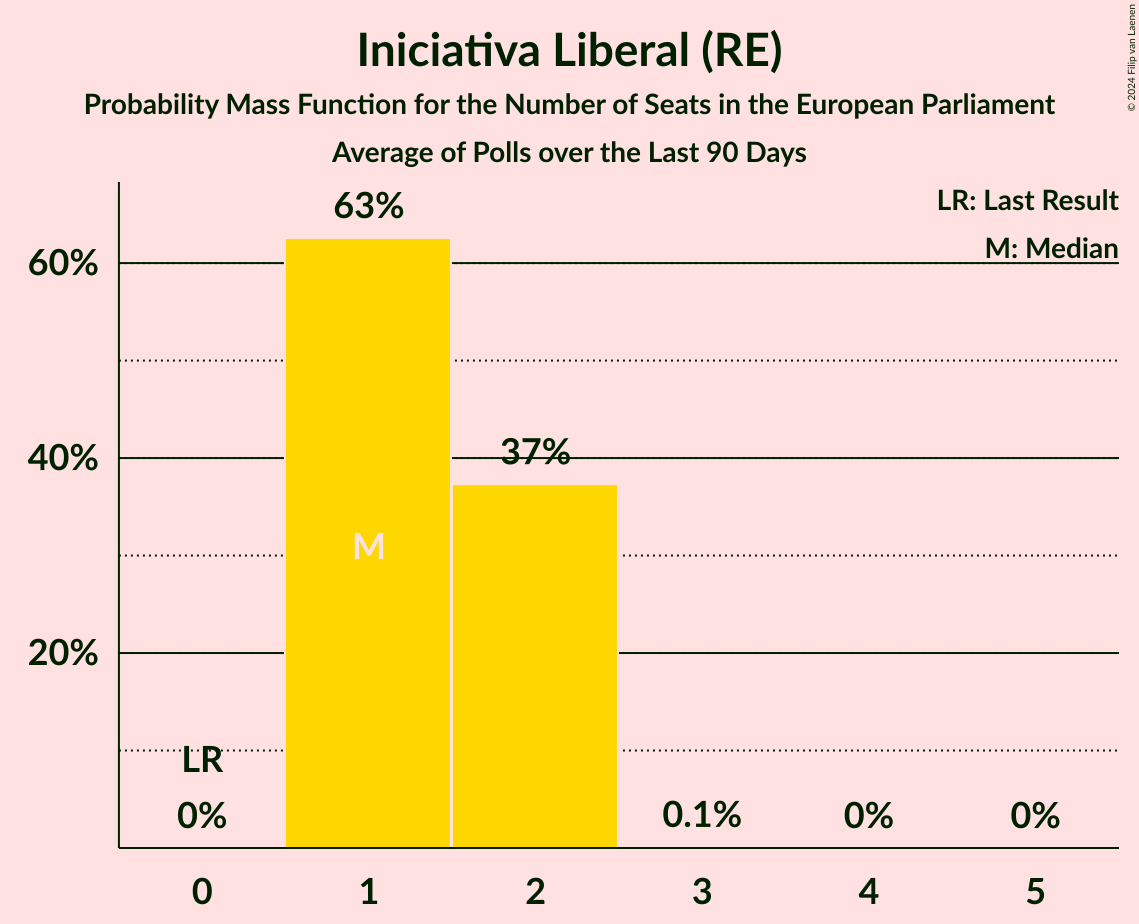 Iniciativa Liberal (RE)
Probability Mass Function for the Number of Seats in the European Parliament
Average of Polls over the Last 90 Days
© 2024 Filip van Laenen
LR: Last Result
M: Median
63%
60%
40%
37%
M
20%
LR
0%
0.1%
0%
0%
0 1 2 3 4 5